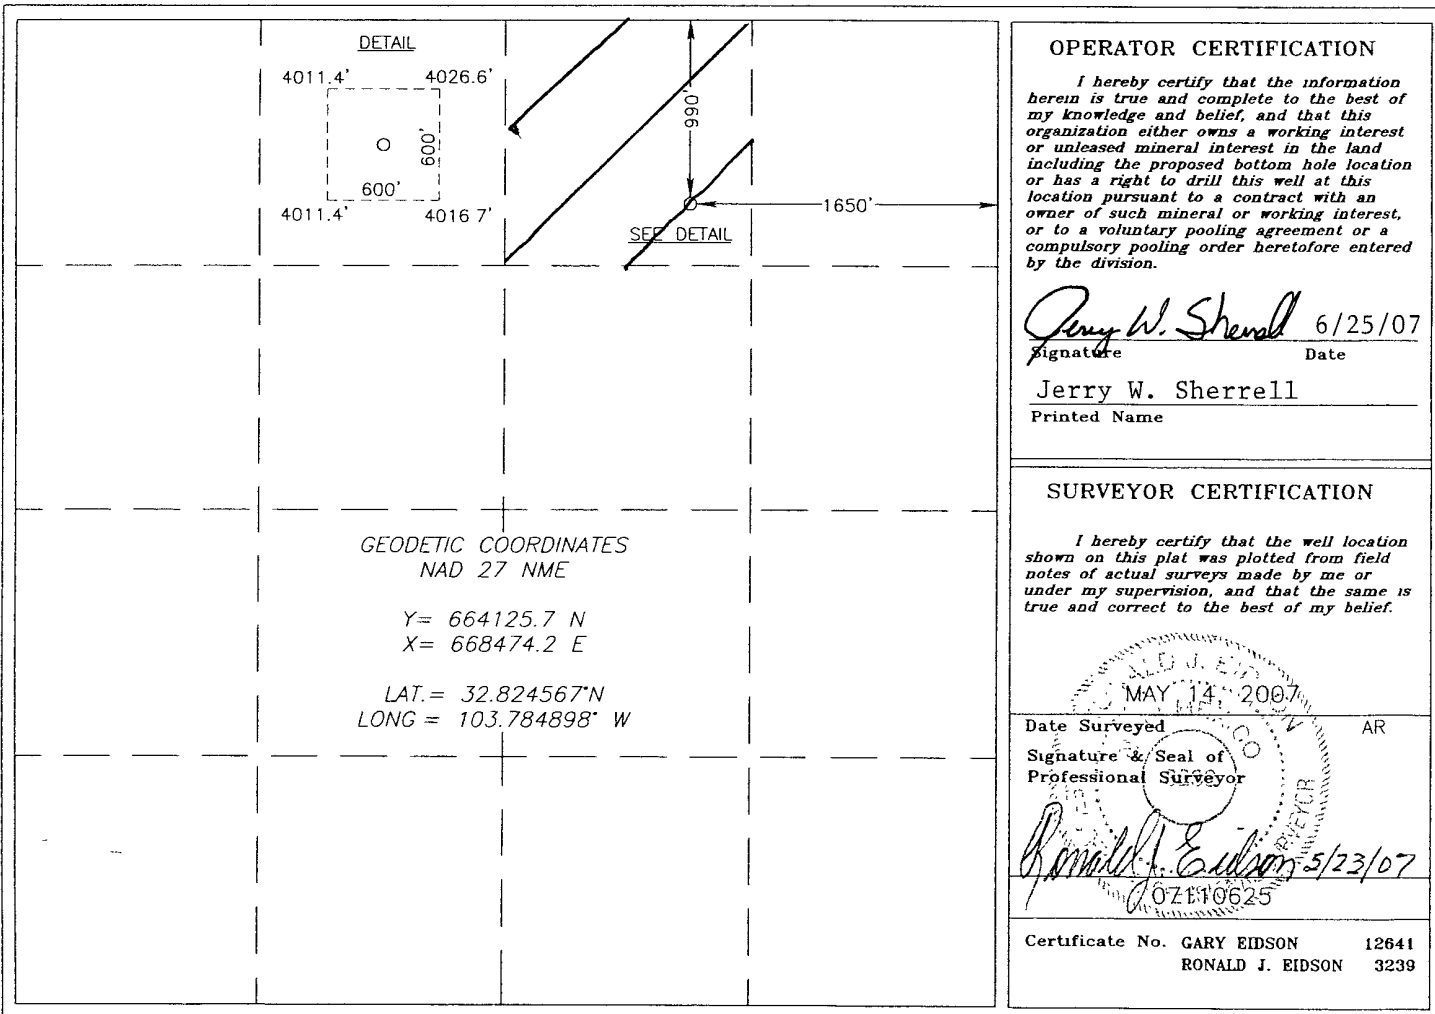 DETAIL
4011.4' 4026.6'
600'
600'
4011.4' 4016 7'
990'
1650'
SEE DETAIL
GEODETIC COORDINATES
NAD 27 NME
Y= 664125.7 N
X= 668474.2 E
LAT.= 32.824567°N
LONG = 103.784898° W
OPERATOR CERTIFICATION
I hereby certify that the information
herein is true and complete to the best of
my knowledge and belief, and that this
organization either owns a working interest
or unleased mineral interest in the land
including the proposed bottom hole location
or has a right to drill this well at this
location pursuant to a contract with an
owner of such mineral or working interest,
or to a voluntary pooling agreement or a
compulsory pooling order heretofore entered
by the division.
Jerry W. Sherrell 6/25/07
Signature Date
Jerry W. Sherrell
Printed Name
SURVEYOR CERTIFICATION
I hereby certify that the well location
shown on this plat was plotted from field
notes of actual surveys made by me or
under my supervision, and that the same is
true and correct to the best of my belief.
MAY 14, 2007
Date Surveyed AR
Signature & Seal of
Professional Surveyor
Ronald J. Eidson 5/23/07
Certificate No. GARY EIDSON 12641
RONALD J. EIDSON 3239